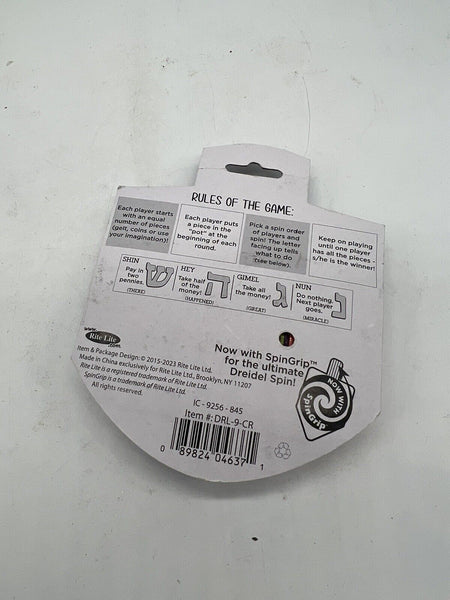 RULES OF THE GAME:
Each player starts
with an equal
number of pieces
(gelt, coins or use
your imagination)!
Each player puts
a piece in the
"pot" at the
beginning of each
round.
Pick a spin order
of players and
spin! The letter
facing up tells
what to do
(see below).
Keep on playing
until one player
has all the pieces -
s/he is the winner!
SHIN
Pay in
two
pennies.
(THERE)
ש
HEY
Take half
of the
money!
(HAPPENED)
ה
GIMEL
Take all
the money!
(GREAT)
ג
NUN
Do nothing.
Next player
goes.
(MIRACLE)
נ
www.
Rite Lite
.com
Item & Package Design: © 2015-2023 Rite Lite Ltd.
Made in China exclusively for Rite Lite Ltd., Brooklyn, NY 11207
Rite Lite is a registered trademark of Rite Lite Ltd.
SpinGrip is a trademark of Rite Lite Ltd.
All rights reserved.
Now with SpinGrip™
for the ultimate
Dreidel Spin!
NOW WITH
SpinGrip
IC - 9256 - 845
Item #: DRL-9-CR
0 89824 04637 1